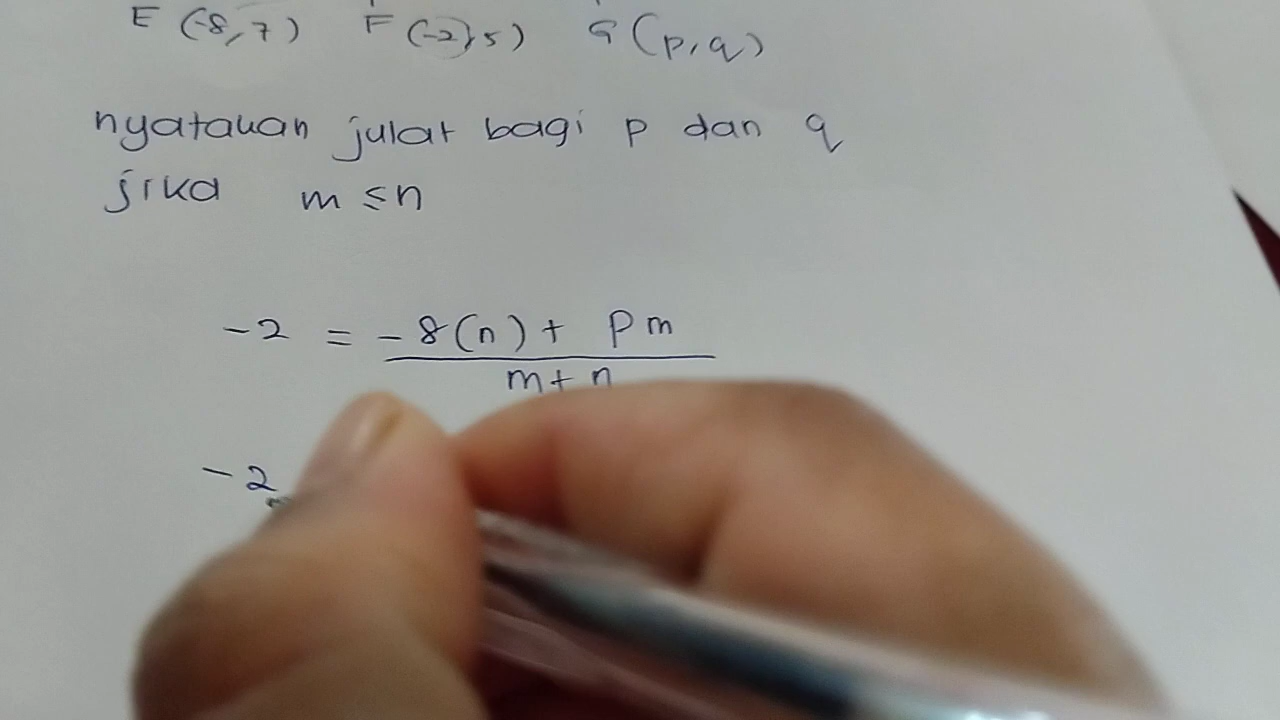 E (-8,7) F (-2,5) G (p,q)
nyatakan julat bagi p dan q
jika m ≤ n
-2 = -8(n) + pm
m + n
-2